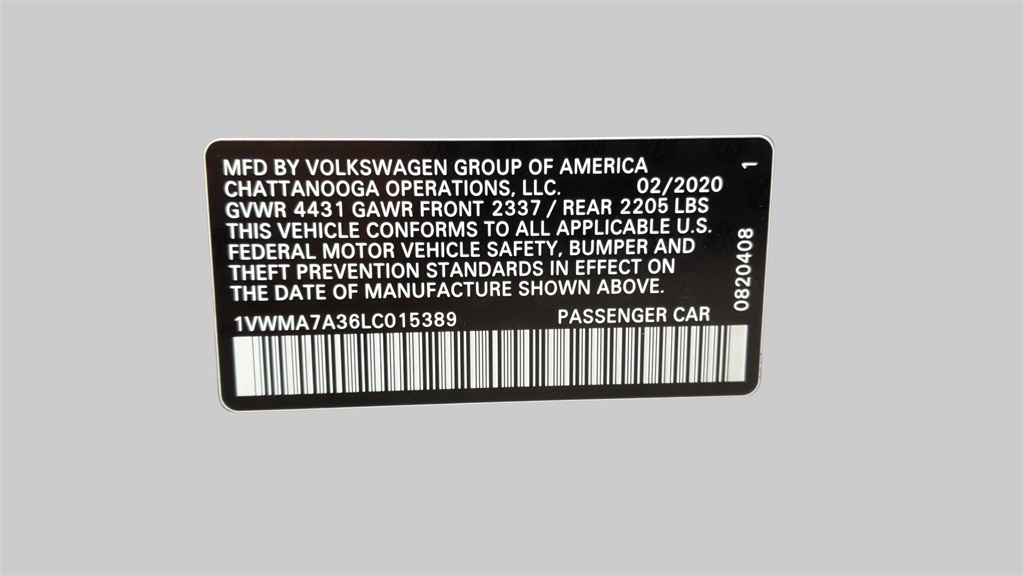 MFD BY VOLKSWAGEN GROUP OF AMERICA
CHATTANOOGA OPERATIONS, LLC. 02/2020
GVWR 4431 GAWR FRONT 2337 / REAR 2205 LBS
THIS VEHICLE CONFORMS TO ALL APPLICABLE U.S.
FEDERAL MOTOR VEHICLE SAFETY, BUMPER AND
THEFT PREVENTION STANDARDS IN EFFECT ON
THE DATE OF MANUFACTURE SHOWN ABOVE.
1VWMA7A36LC015389 PASSENGER CAR
0820408 1